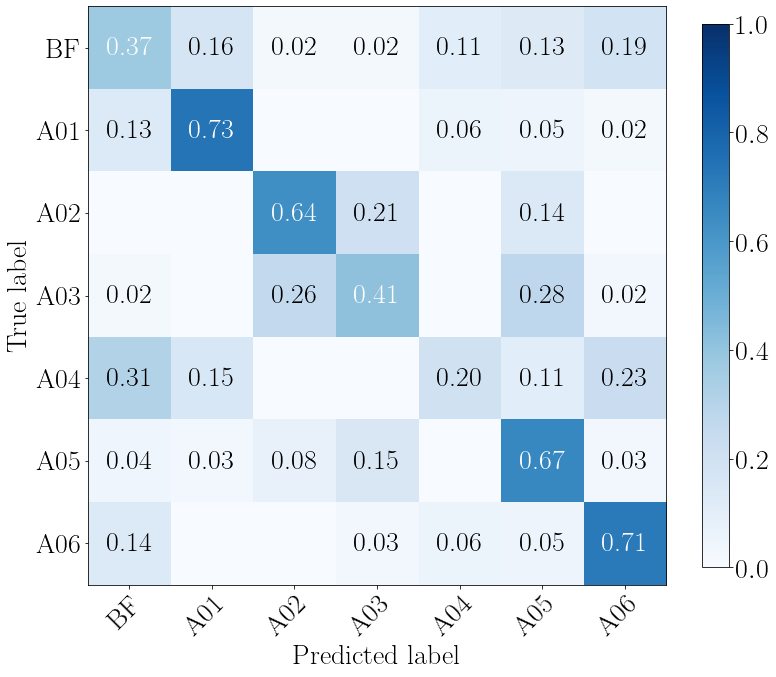 BF 0.37 0.16 0.02 0.02 0.11 0.13 0.19
A01 0.13 0.73 0.06 0.05 0.02
A02 0.64 0.21 0.14
A03 0.02 0.26 0.41 0.28 0.02
A04 0.31 0.15 0.20 0.11 0.23
A05 0.04 0.03 0.08 0.15 0.67 0.03
A06 0.14 0.03 0.06 0.05 0.71
True label
BF A01 A02 A03 A04 A05 A06
Predicted label
1.0
0.8
0.6
0.4
0.2
0.0